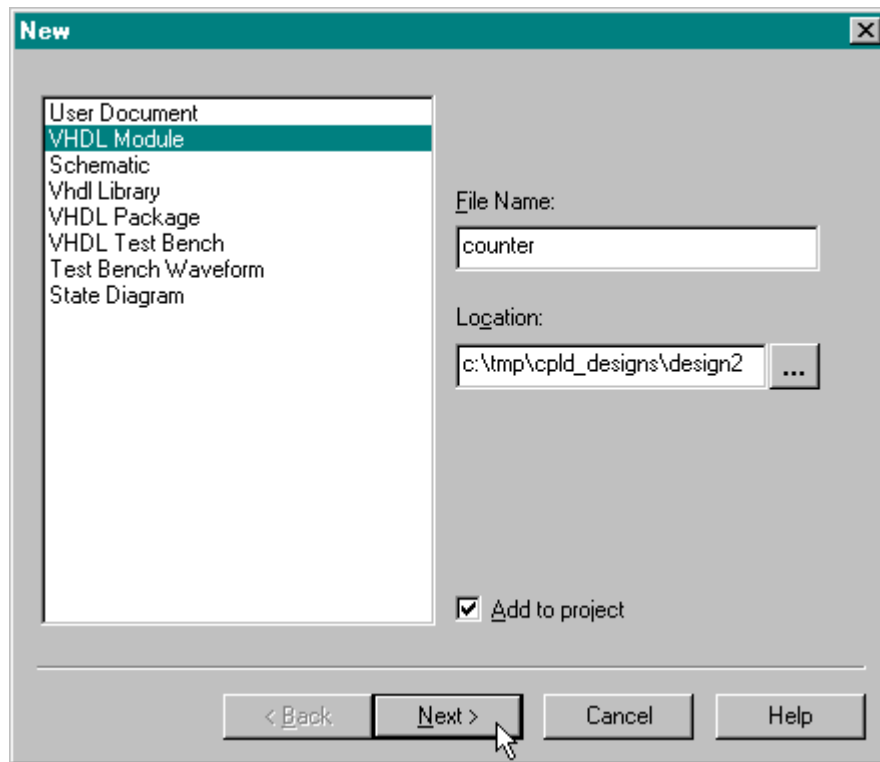 New
User Document
VHDL Module
Schematic
Vhdl Library
VHDL Package
VHDL Test Bench
Test Bench Waveform
State Diagram
File Name:
counter
Location:
c:\tmp\cpld_designs\design2
...
Add to project
< Back
Next >
Cancel
Help